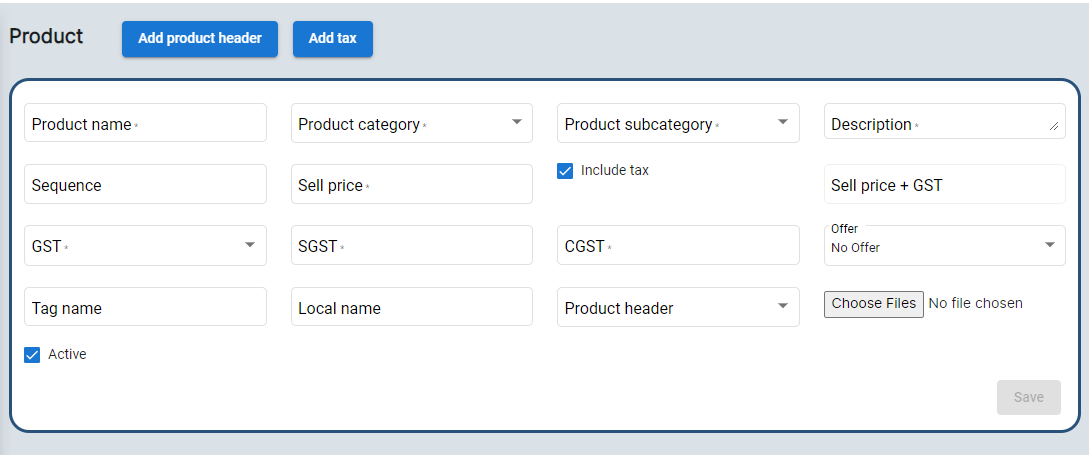 Product Add product header Add tax
Product name * Product category * Product subcategory * Description *
Sequence Sell price * Include tax Sell price + GST
GST * SGST * CGST * Offer
No Offer
Tag name Local name Product header Choose Files No file chosen
Active
Save